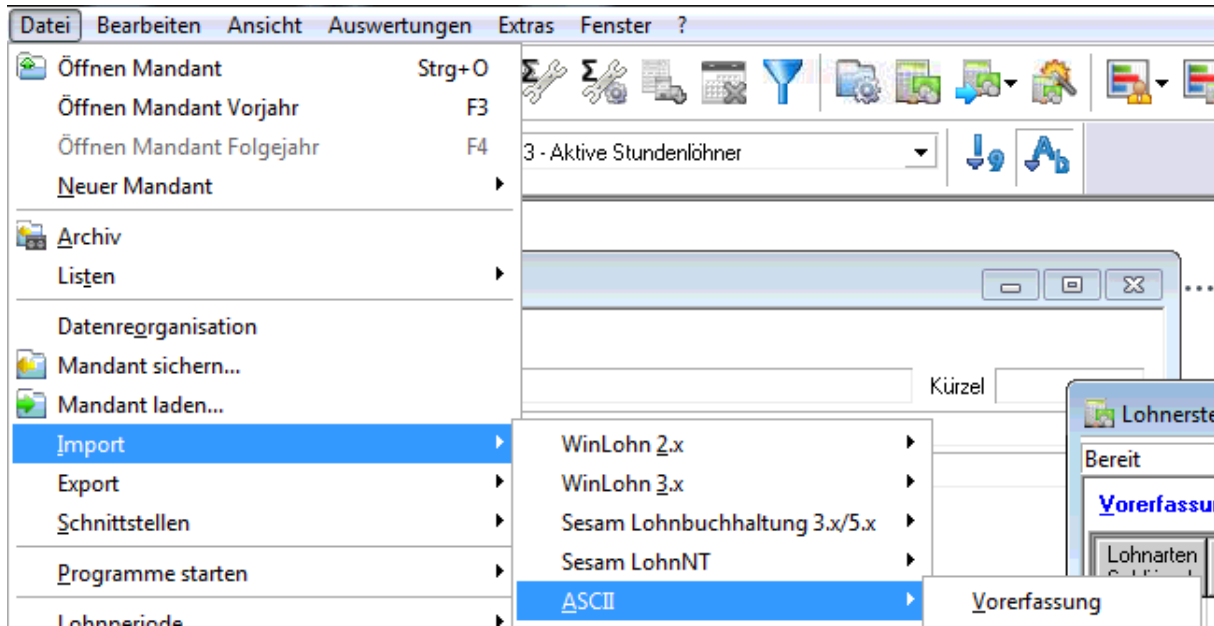 Datei Bearbeiten Ansicht Auswertungen Extras Fenster ?
Öffnen Mandant Strg+O
Öffnen Mandant Vorjahr F3
Öffnen Mandant Folgejahr F4
3 - Aktive Stundenlöhner
Neuer Mandant
Archiv
Listen
Datenreorganisation
Mandant sichern...
Mandant laden...
Kürzel
Import
Export
Schnittstellen
Programme starten
Lohnperiode
WinLohn 2.x
WinLohn 3.x
Sesam Lohnbuchhaltung 3.x/5.x
Sesam LohnNT
ASCII
Vorerfassung
Lohnerste
Bereit
Vorerfassu
Lohnarten